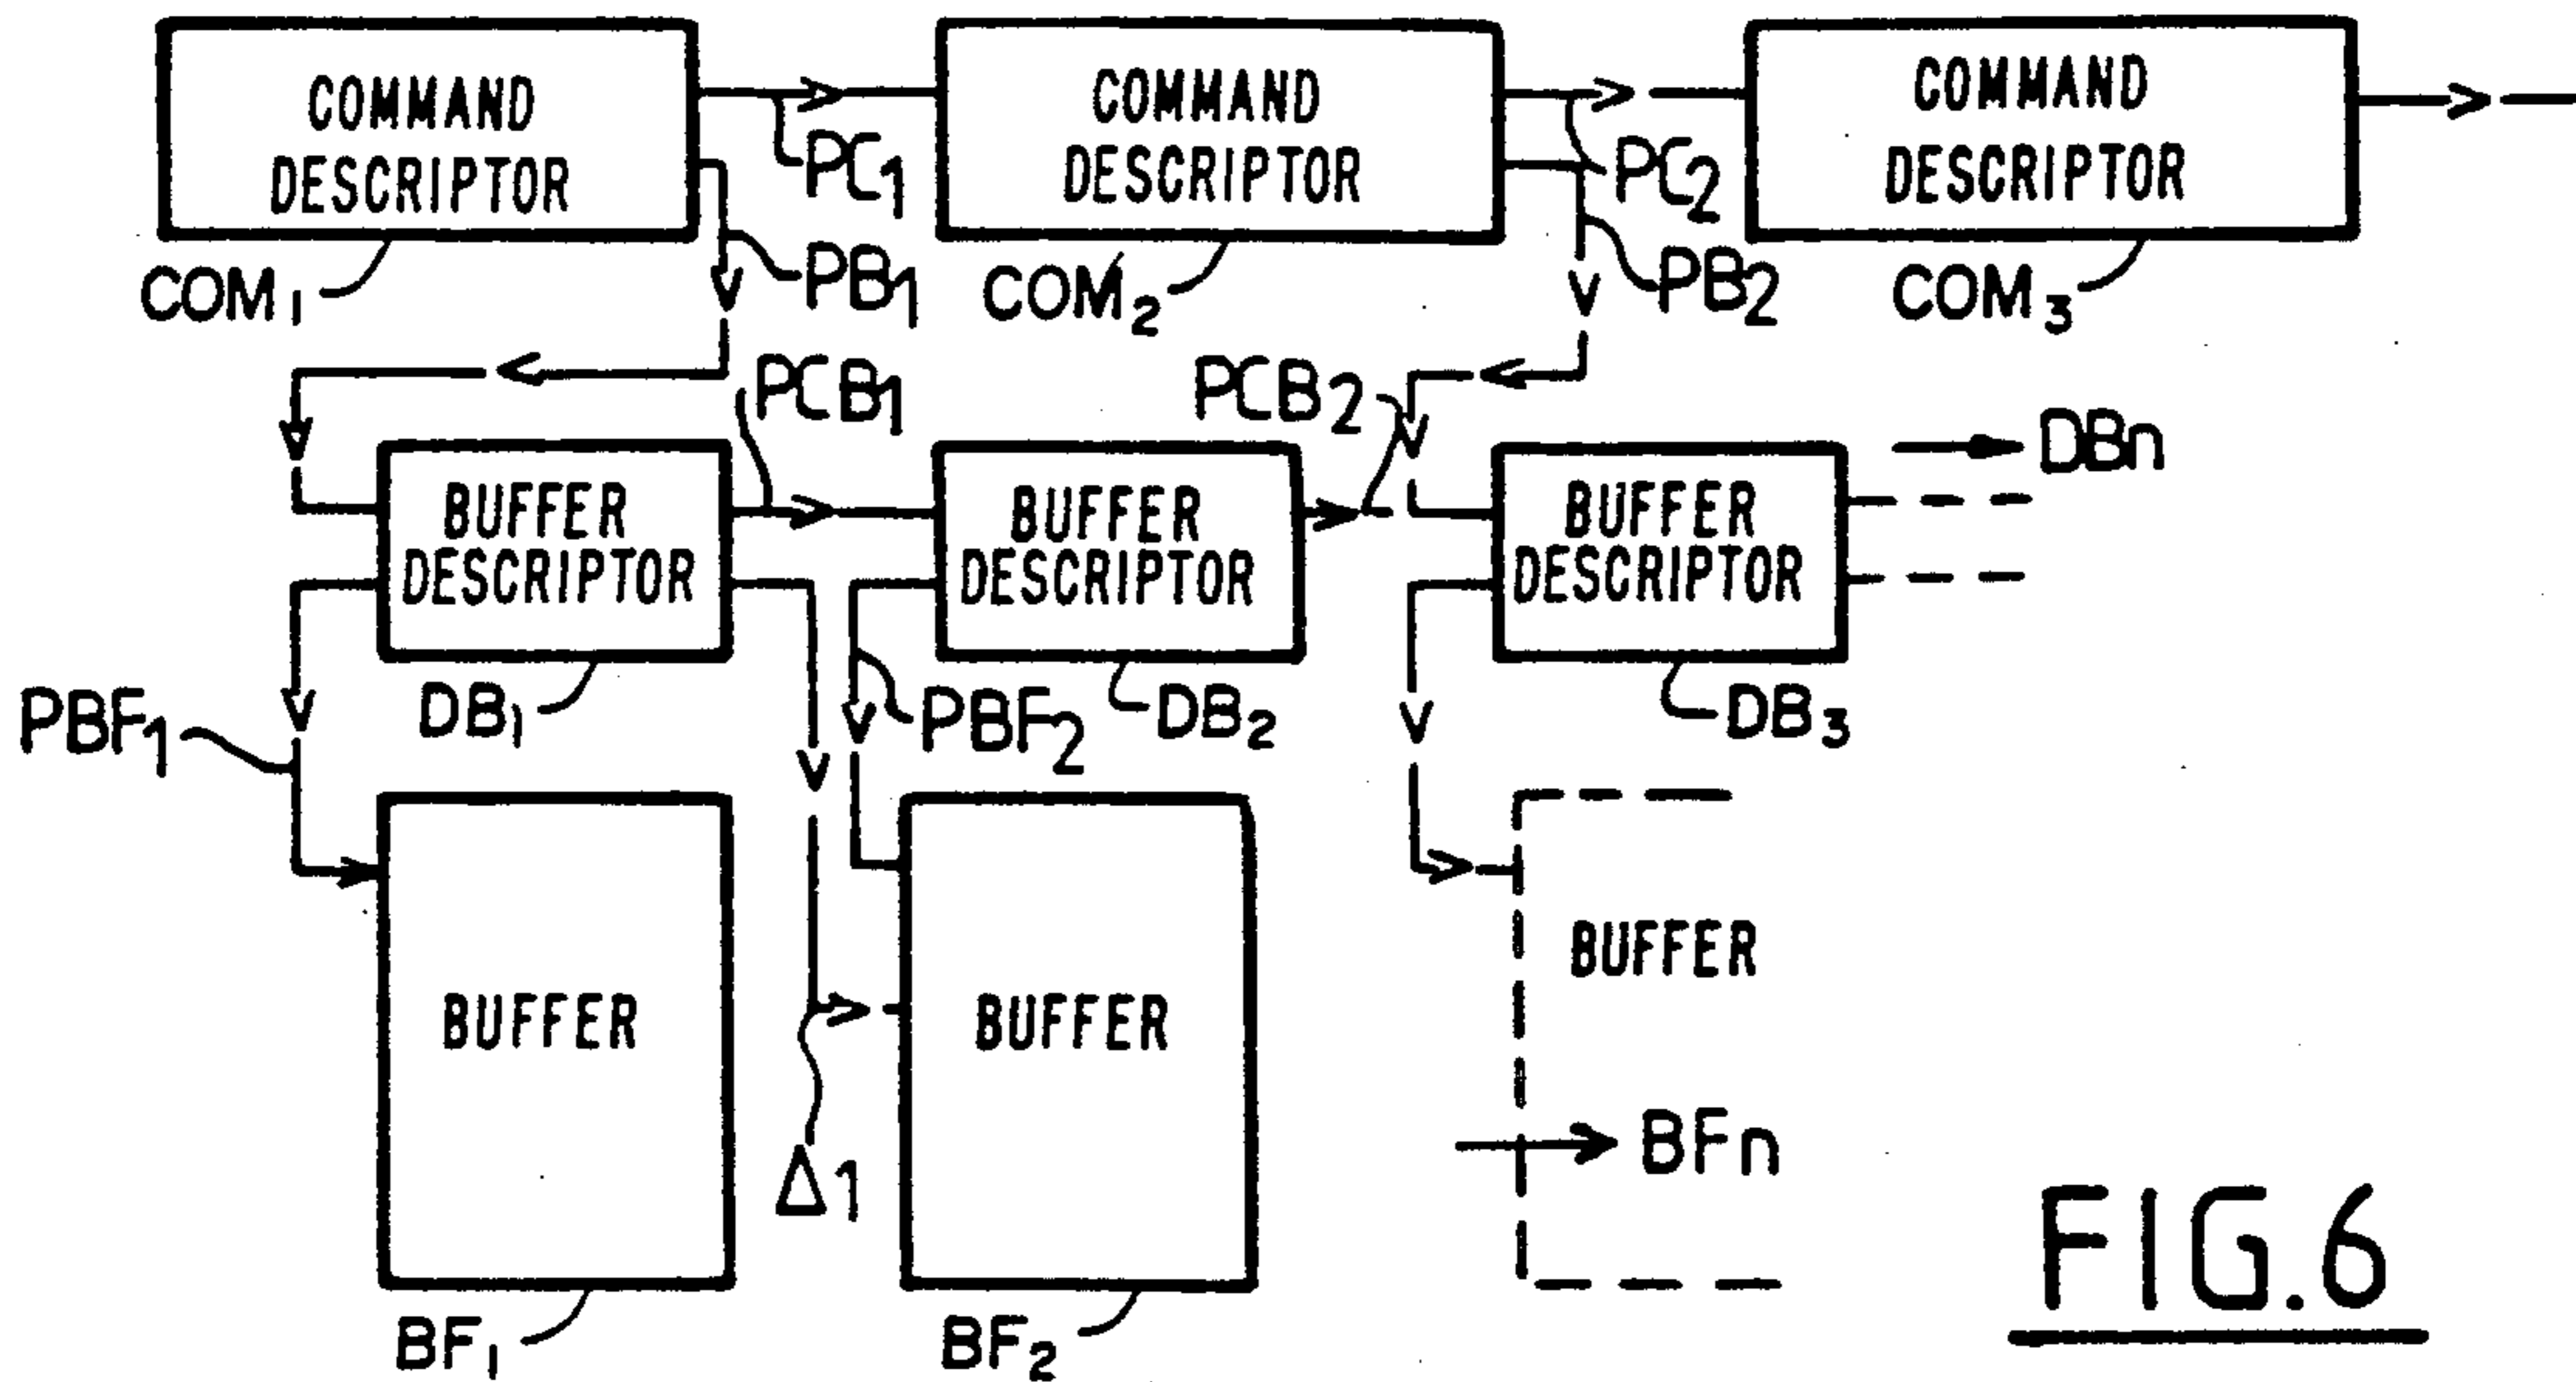 COMMAND
DESCRIPTOR
COMMAND
DESCRIPTOR
COMMAND
DESCRIPTOR
PC1
PC2
PB1
PB2
COM1
COM2
COM3
PCB1
PCB2
DBn
BUFFER
DESCRIPTOR
BUFFER
DESCRIPTOR
BUFFER
DESCRIPTOR
PBF1
DB1
PBF2
DB2
DB3
BUFFER
BUFFER
BUFFER
BFn
Δ1
BF1
BF2
FIG.6